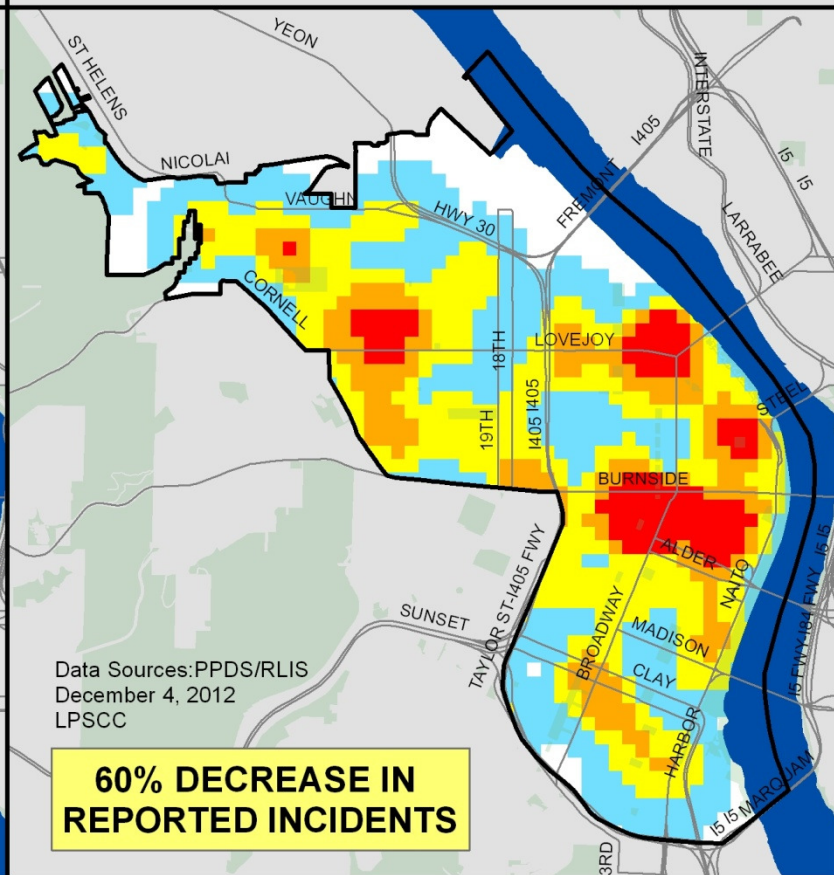 YEON
ST HELENS
INTERSTATE
I405
I5 I5
NICOLAI
VAUGHN
HWY 30
FREMONT
LARRABEE
CORNELL
18TH
LOVEJOY
STEEL
19TH
I405 I405
BURNSIDE
ALDER
NAITO
I5 FWY-I84 FWY I5 I5
TAYLOR ST-I405 FWY
SUNSET
BROADWAY
MADISON
CLAY
HARBOR
Data Sources:PPDS/RLIS
December 4, 2012
LPSCC
60% DECREASE IN
REPORTED INCIDENTS
I5 I5 MARQUAM
3RD